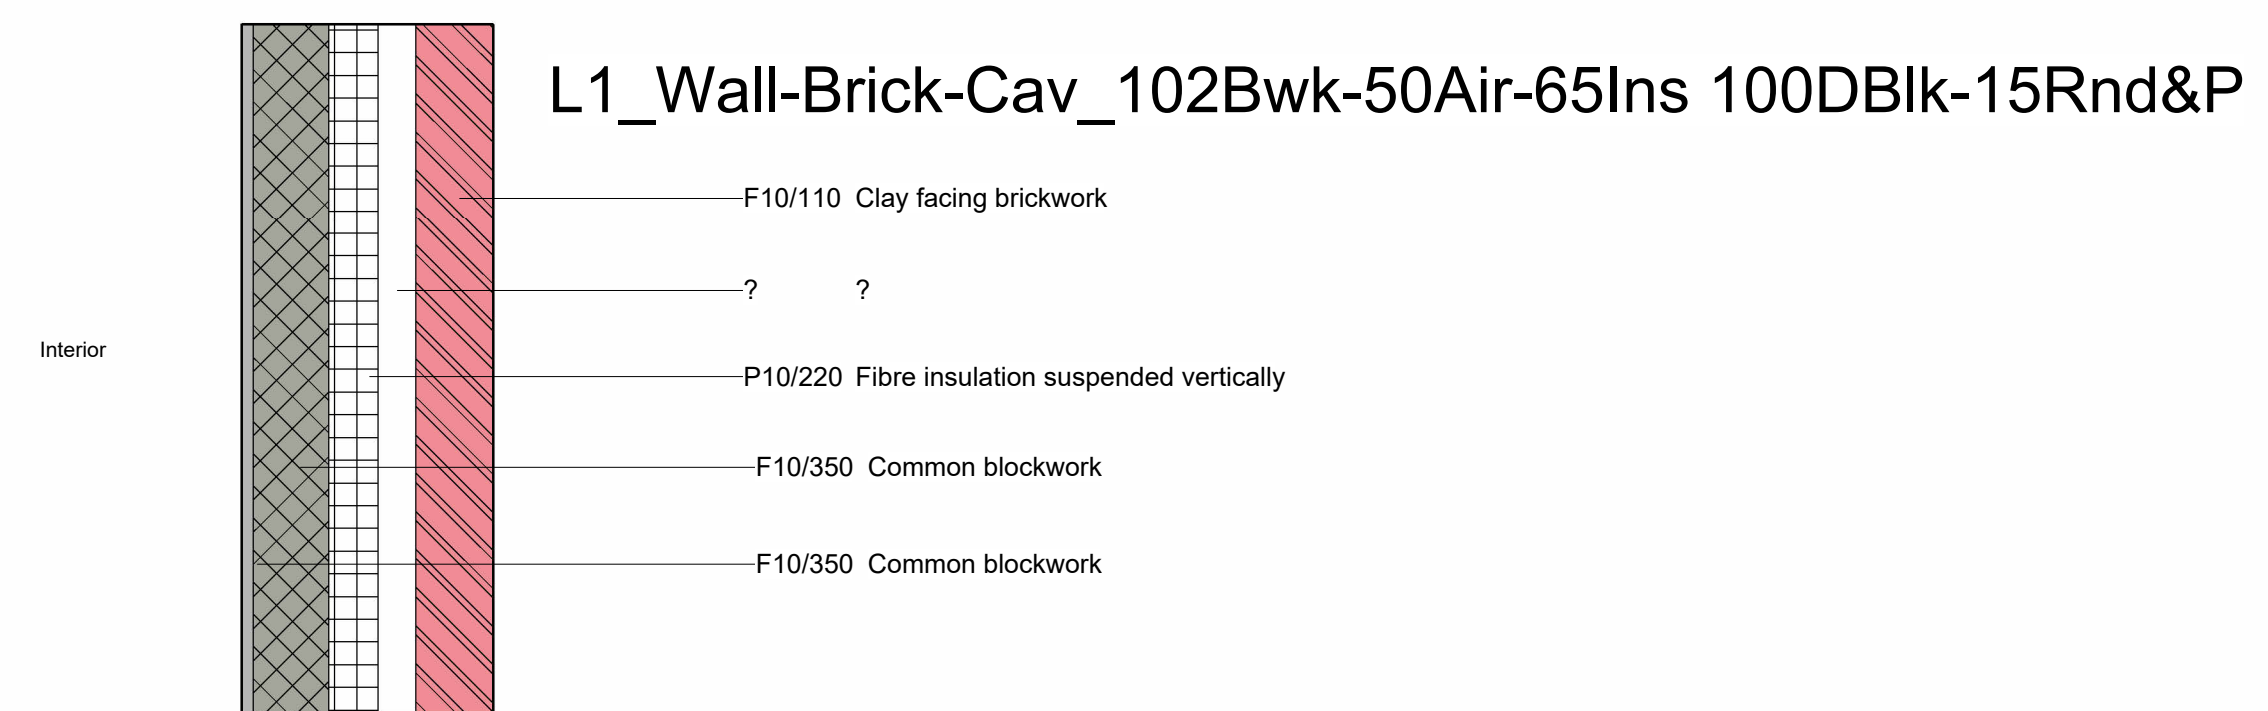 L1_Wall-Brick-Cav_102Bwk-50Air-65Ins 100DBlk-15Rnd&P
F10/110 Clay facing brickwork
? ?
Interior
P10/220 Fibre insulation suspended vertically
F10/350 Common blockwork
F10/350 Common blockwork